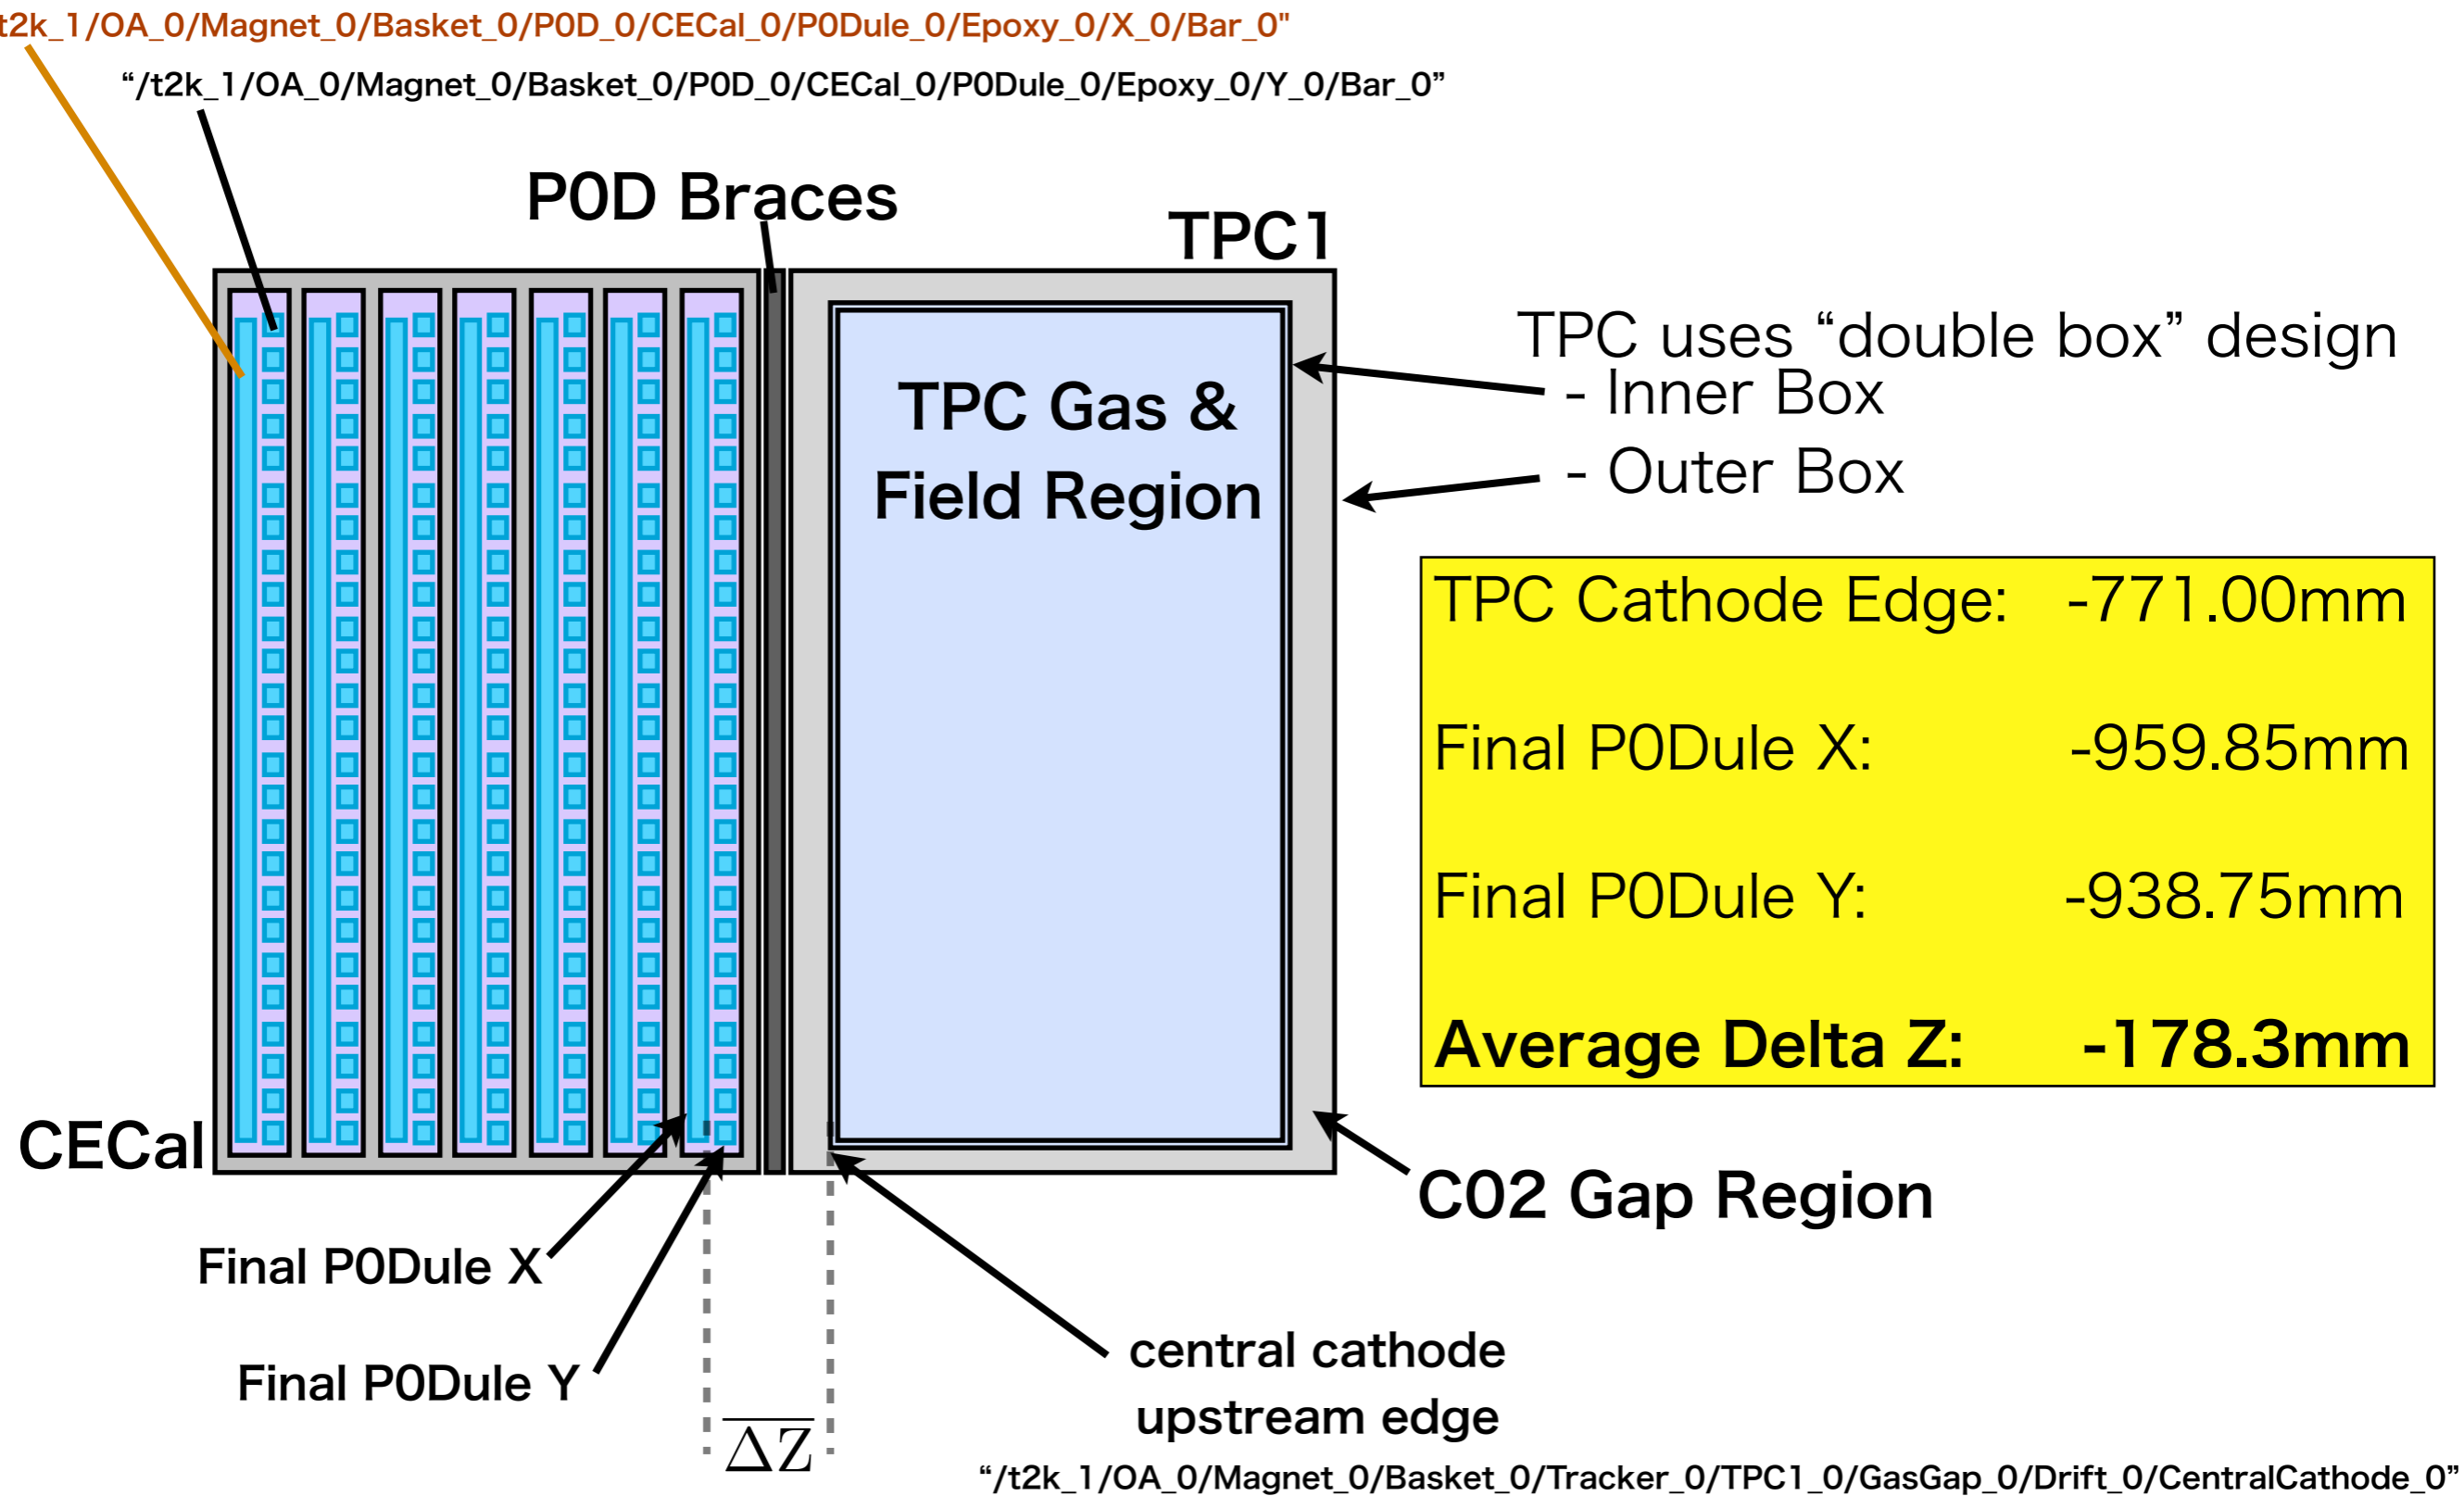 t2k_1/OA_0/Magnet_0/Basket_0/P0D_0/CECal_0/P0Dule_0/Epoxy_0/X_0/Bar_0"
“/t2k_1/OA_0/Magnet_0/Basket_0/P0D_0/CECal_0/P0Dule_0/Epoxy_0/Y_0/Bar_0”
P0D Braces
TPC1
TPC Gas &
Field Region
TPC uses “double box” design
- Inner Box
- Outer Box
TPC Cathode Edge: -771.00mm
Final P0Dule X: -959.85mm
Final P0Dule Y: -938.75mm
Average Delta Z: -178.3mm
CECal
C02 Gap Region
Final P0Dule X
Final P0Dule Y
central cathode
upstream edge
ΔZ
“/t2k_1/OA_0/Magnet_0/Basket_0/Tracker_0/TPC1_0/GasGap_0/Drift_0/CentralCathode_0”